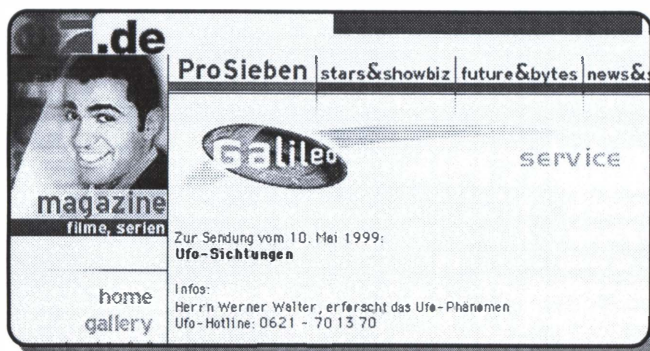 .de
ProSieben stars&showbiz future&bytes news&s
Galileo
service
magazine
filme, serien
Zur Sendung vom 10. Mai 1999:
Ufo-Sichtungen
Infos:
Herrn Werner Walter, erforscht das Ufo-Phänomen
Ufo-Hotline: 0621 - 70 13 70
home
gallery